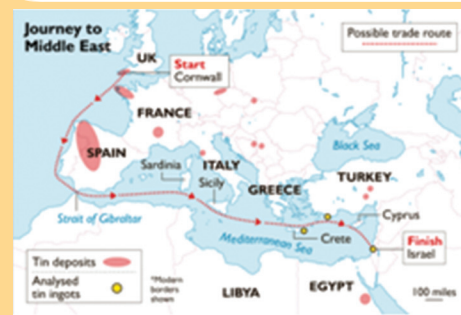 Journey to
Middle East
Possible trade route
UK
Start
Cornwall
FRANCE
SPAIN
Sardinia
ITALY
Sicily
GREECE
Black Sea
TURKEY
Cyprus
Strait of Gibraltar
Mediterranean Sea
Crete
Finish
Israel
Tin deposits
Analysed
tin ingots
*Modern
borders
shown
LIBYA
EGYPT
100 miles